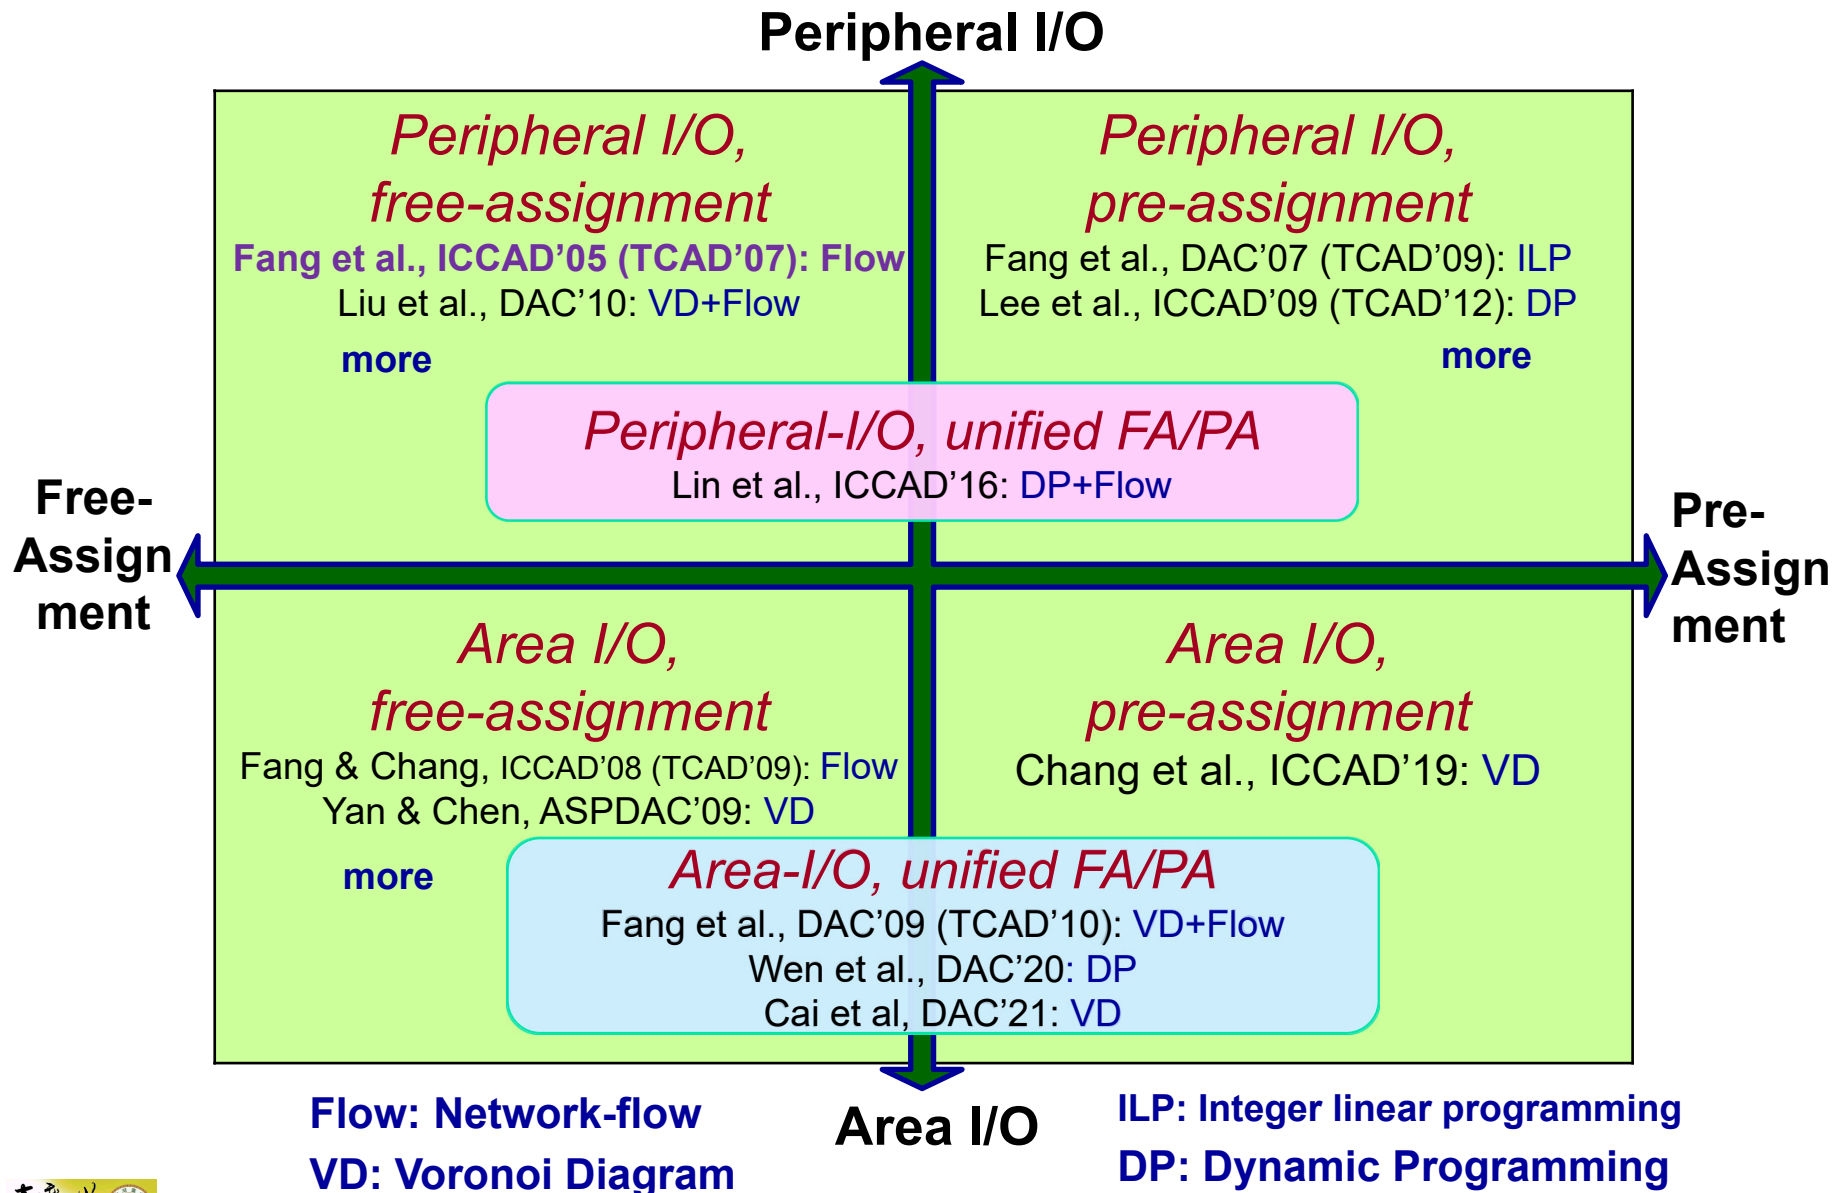 Peripheral I/O
Peripheral I/O,
free-assignment
Fang et al., ICCAD’05 (TCAD’07): Flow
Liu et al., DAC’10: VD+Flow
more
Peripheral I/O,
pre-assignment
Fang et al., DAC’07 (TCAD’09): ILP
Lee et al., ICCAD’09 (TCAD’12): DP
more
Peripheral-I/O, unified FA/PA
Lin et al., ICCAD’16: DP+Flow
Free-
Assign
ment
Pre-
Assign
ment
Area I/O,
free-assignment
Fang & Chang, ICCAD’08 (TCAD’09): Flow
Yan & Chen, ASPDAC’09: VD
more
Area I/O,
pre-assignment
Chang et al., ICCAD’19: VD
Area-I/O, unified FA/PA
Fang et al., DAC’09 (TCAD’10): VD+Flow
Wen et al., DAC’20: DP
Cai et al, DAC’21: VD
Area I/O
Flow: Network-flow
VD: Voronoi Diagram
ILP: Integer linear programming
DP: Dynamic Programming